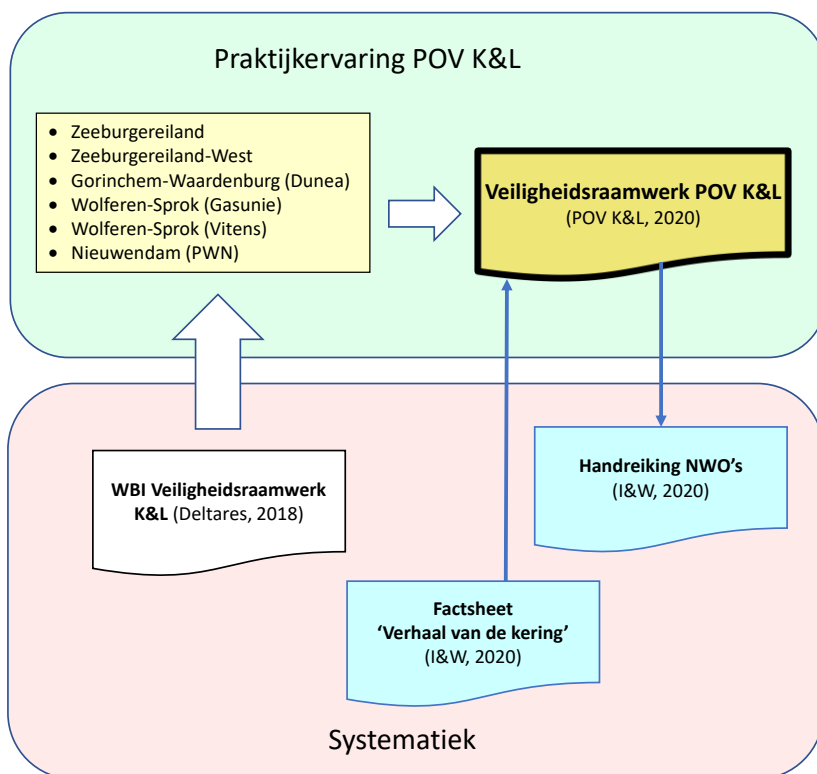 Praktijkervaring POV K&L
• Zeeburgereiland
• Zeeburgereiland-West
• Gorinchem-Waardenburg (Dunea)
• Wolferen-Sprok (Gasunie)
• Wolferen-Sprok (Vitens)
• Nieuwendam (PWN)
Veiligheidsraamwerk POV K&L
(POV K&L, 2020)
WBI Veiligheidsraamwerk
K&L (Deltares, 2018)
Handreiking NWO’s
(I&W, 2020)
Factsheet
‘Verhaal van de kering’
(I&W, 2020)
Systematiek